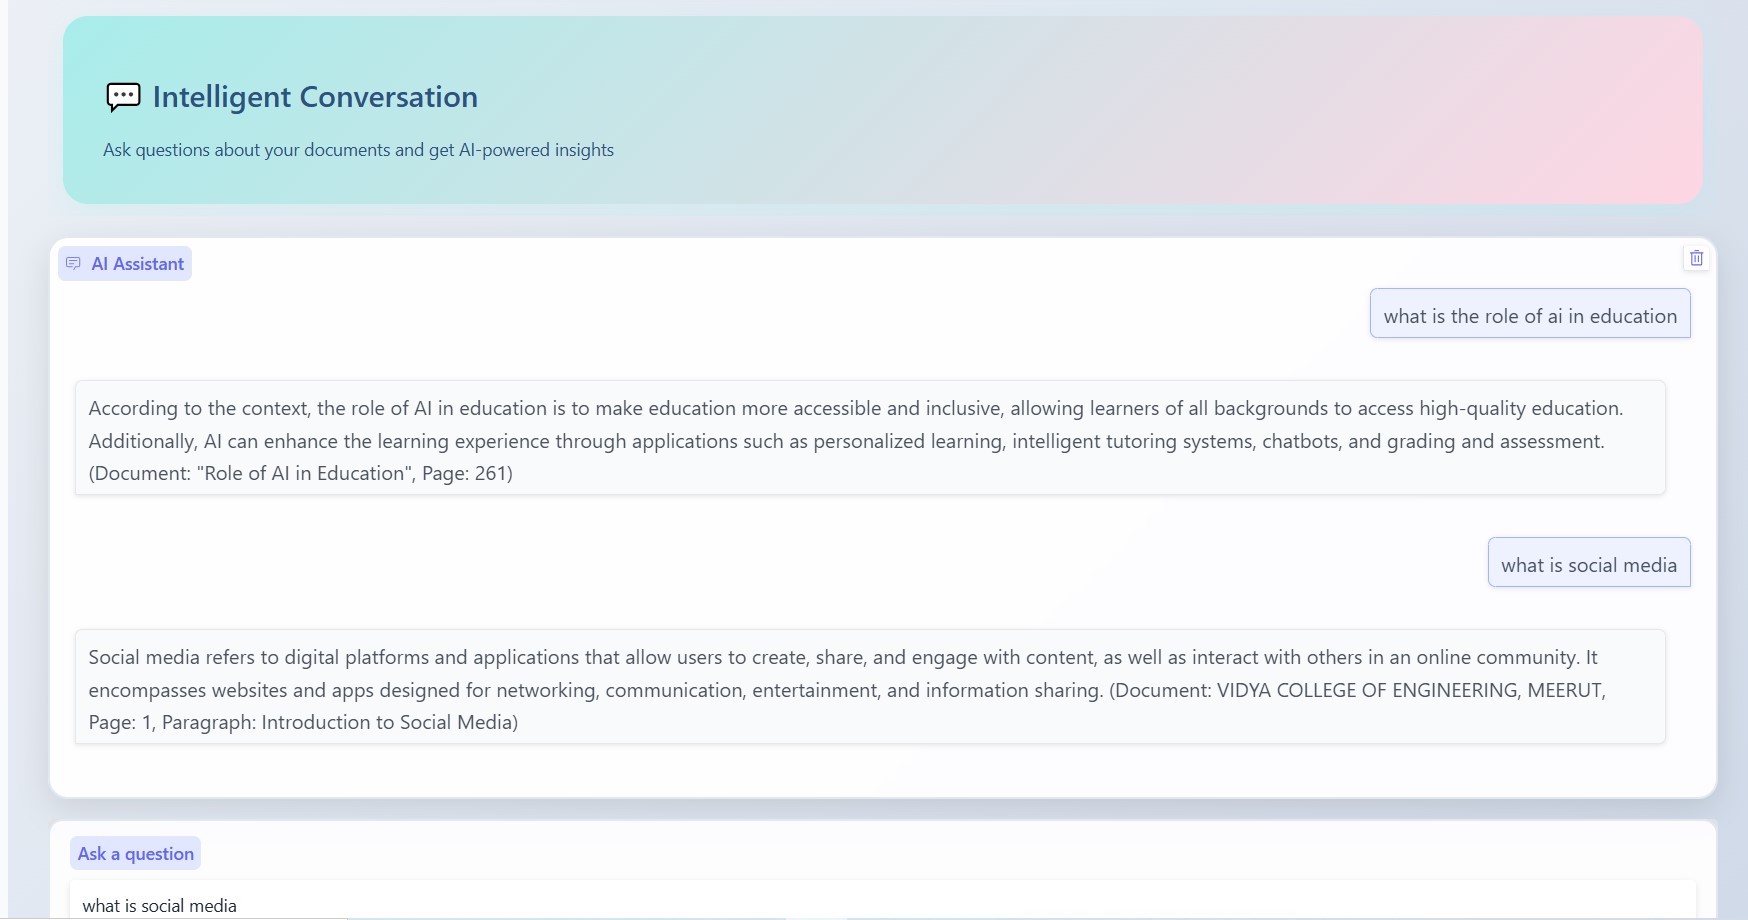 Intelligent Conversation
Ask questions about your documents and get AI-powered insights
AI Assistant
what is the role of ai in education
According to the context, the role of AI in education is to make education more accessible and inclusive, allowing learners of all backgrounds to access high-quality education.
Additionally, AI can enhance the learning experience through applications such as personalized learning, intelligent tutoring systems, chatbots, and grading and assessment.
(Document: "Role of AI in Education", Page: 261)
what is social media
Social media refers to digital platforms and applications that allow users to create, share, and engage with content, as well as interact with others in an online community. It
encompasses websites and apps designed for networking, communication, entertainment, and information sharing. (Document: VIDYA COLLEGE OF ENGINEERING, MEERUT,
Page: 1, Paragraph: Introduction to Social Media)
Ask a question
what is social media